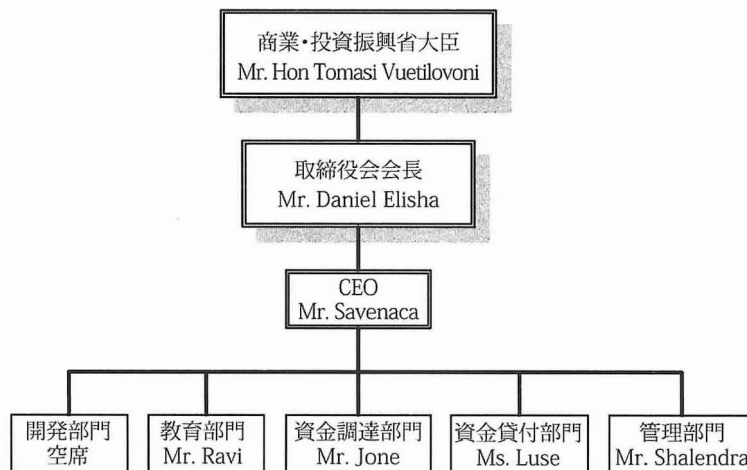 商業・投資振興省大臣
Mr. Hon Tomasi Vuetilovoni
取締役会会長
Mr. Daniel Elisha
CEO
Mr. Savenaca
開発部門
空席
教育部門
Mr. Ravi
資金調達部門
Mr. Jone
資金貸付部門
Ms. Luse
管理部門
Mr. Shalendra